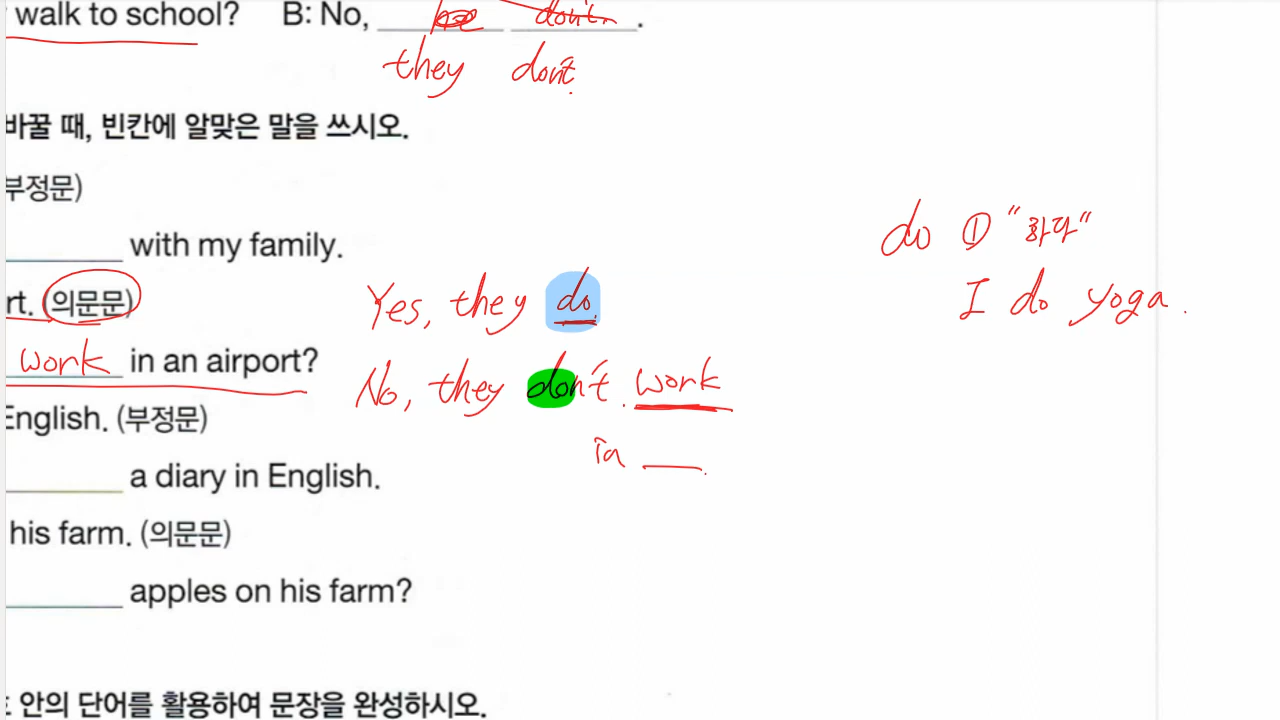 walk to school? B: No, they don't.
바꿀 때, 빈칸에 알맞은 말을 쓰시오.
부정문)
with my family.
rt. (의문문)
work in an airport?
English. (부정문)
a diary in English.
his farm. (의문문)
apples on his farm?
안의 단어를 활용하여 문장을 완성하시오.
Yes, they do.
No, they don't. work
in
do ① "하다"
I do yoga.